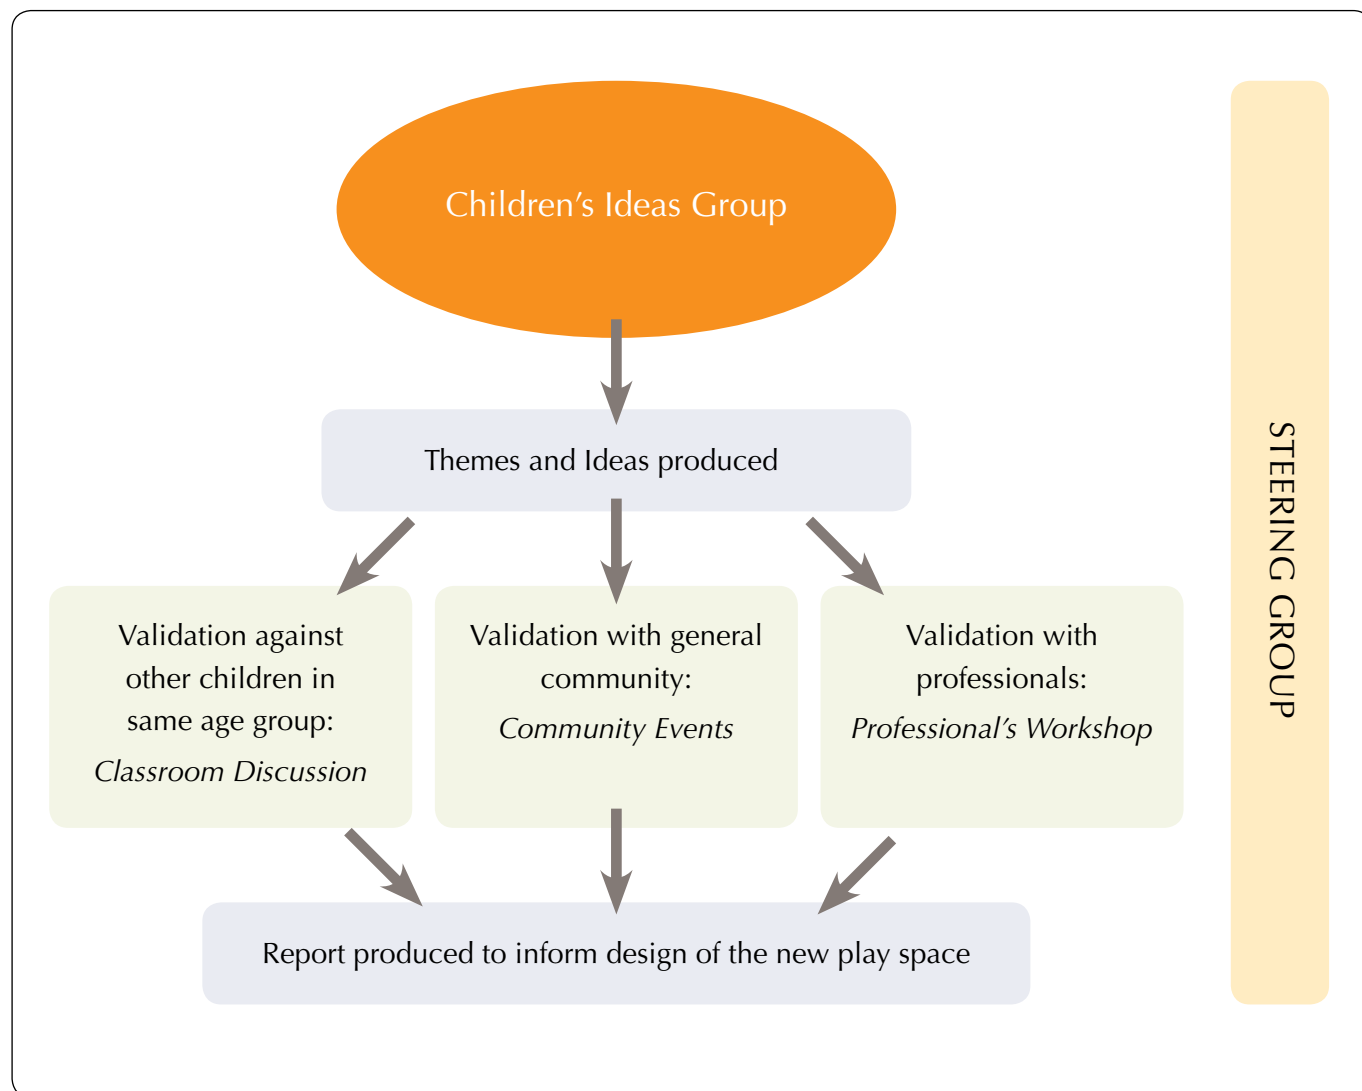 Children’s Ideas Group
Themes and Ideas produced
Validation against
other children in
same age group:
Classroom Discussion
Validation with general
community:
Community Events
Validation with
professionals:
Professional’s Workshop
Report produced to inform design of the new play space
STEERING GROUP